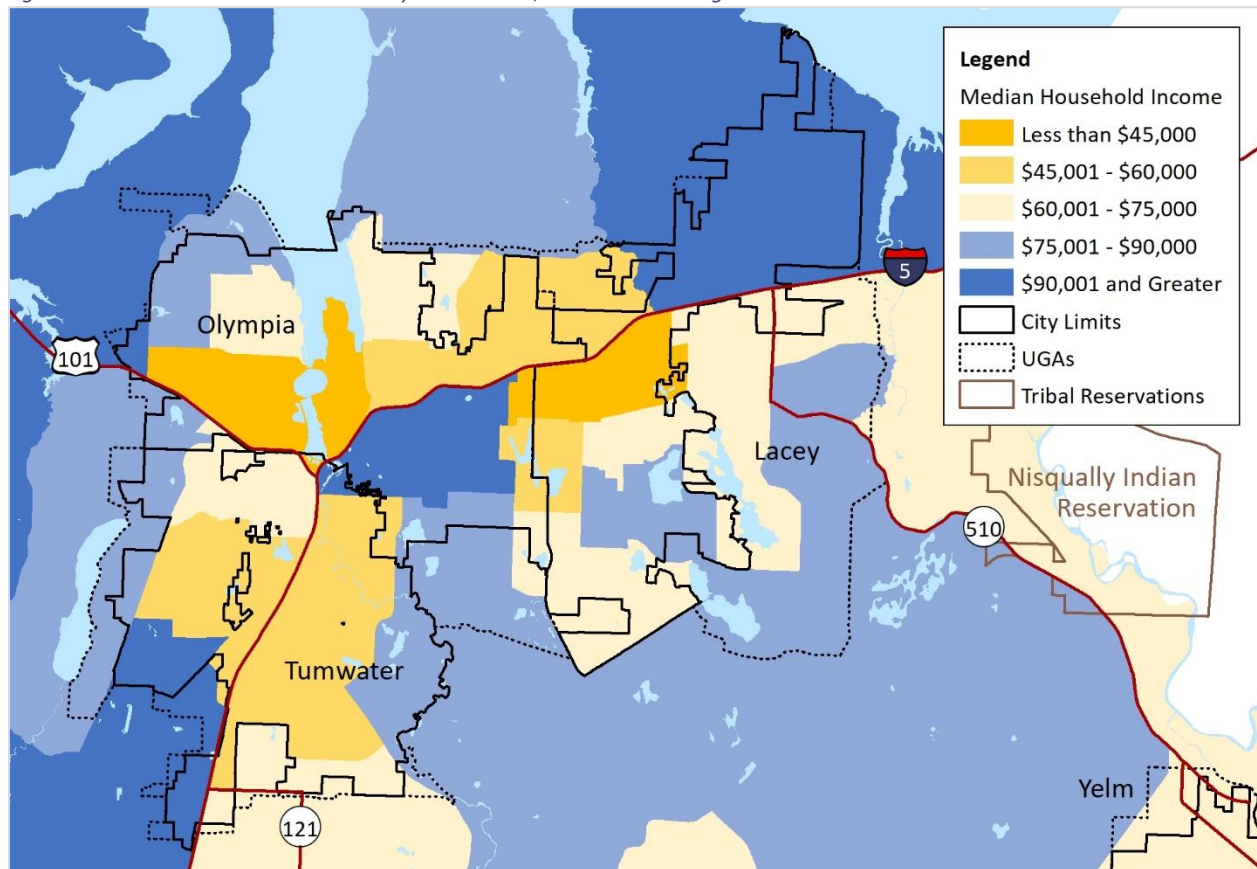 Legend
Median Household Income
Less than $45,000
$45,001 - $60,000
$60,001 - $75,000
$75,001 - $90,000
$90,001 and Greater
City Limits
UGAs
Tribal Reservations
5
Olympia
101
Lacey
Nisqually Indian
Reservation
510
Tumwater
Yelm
121